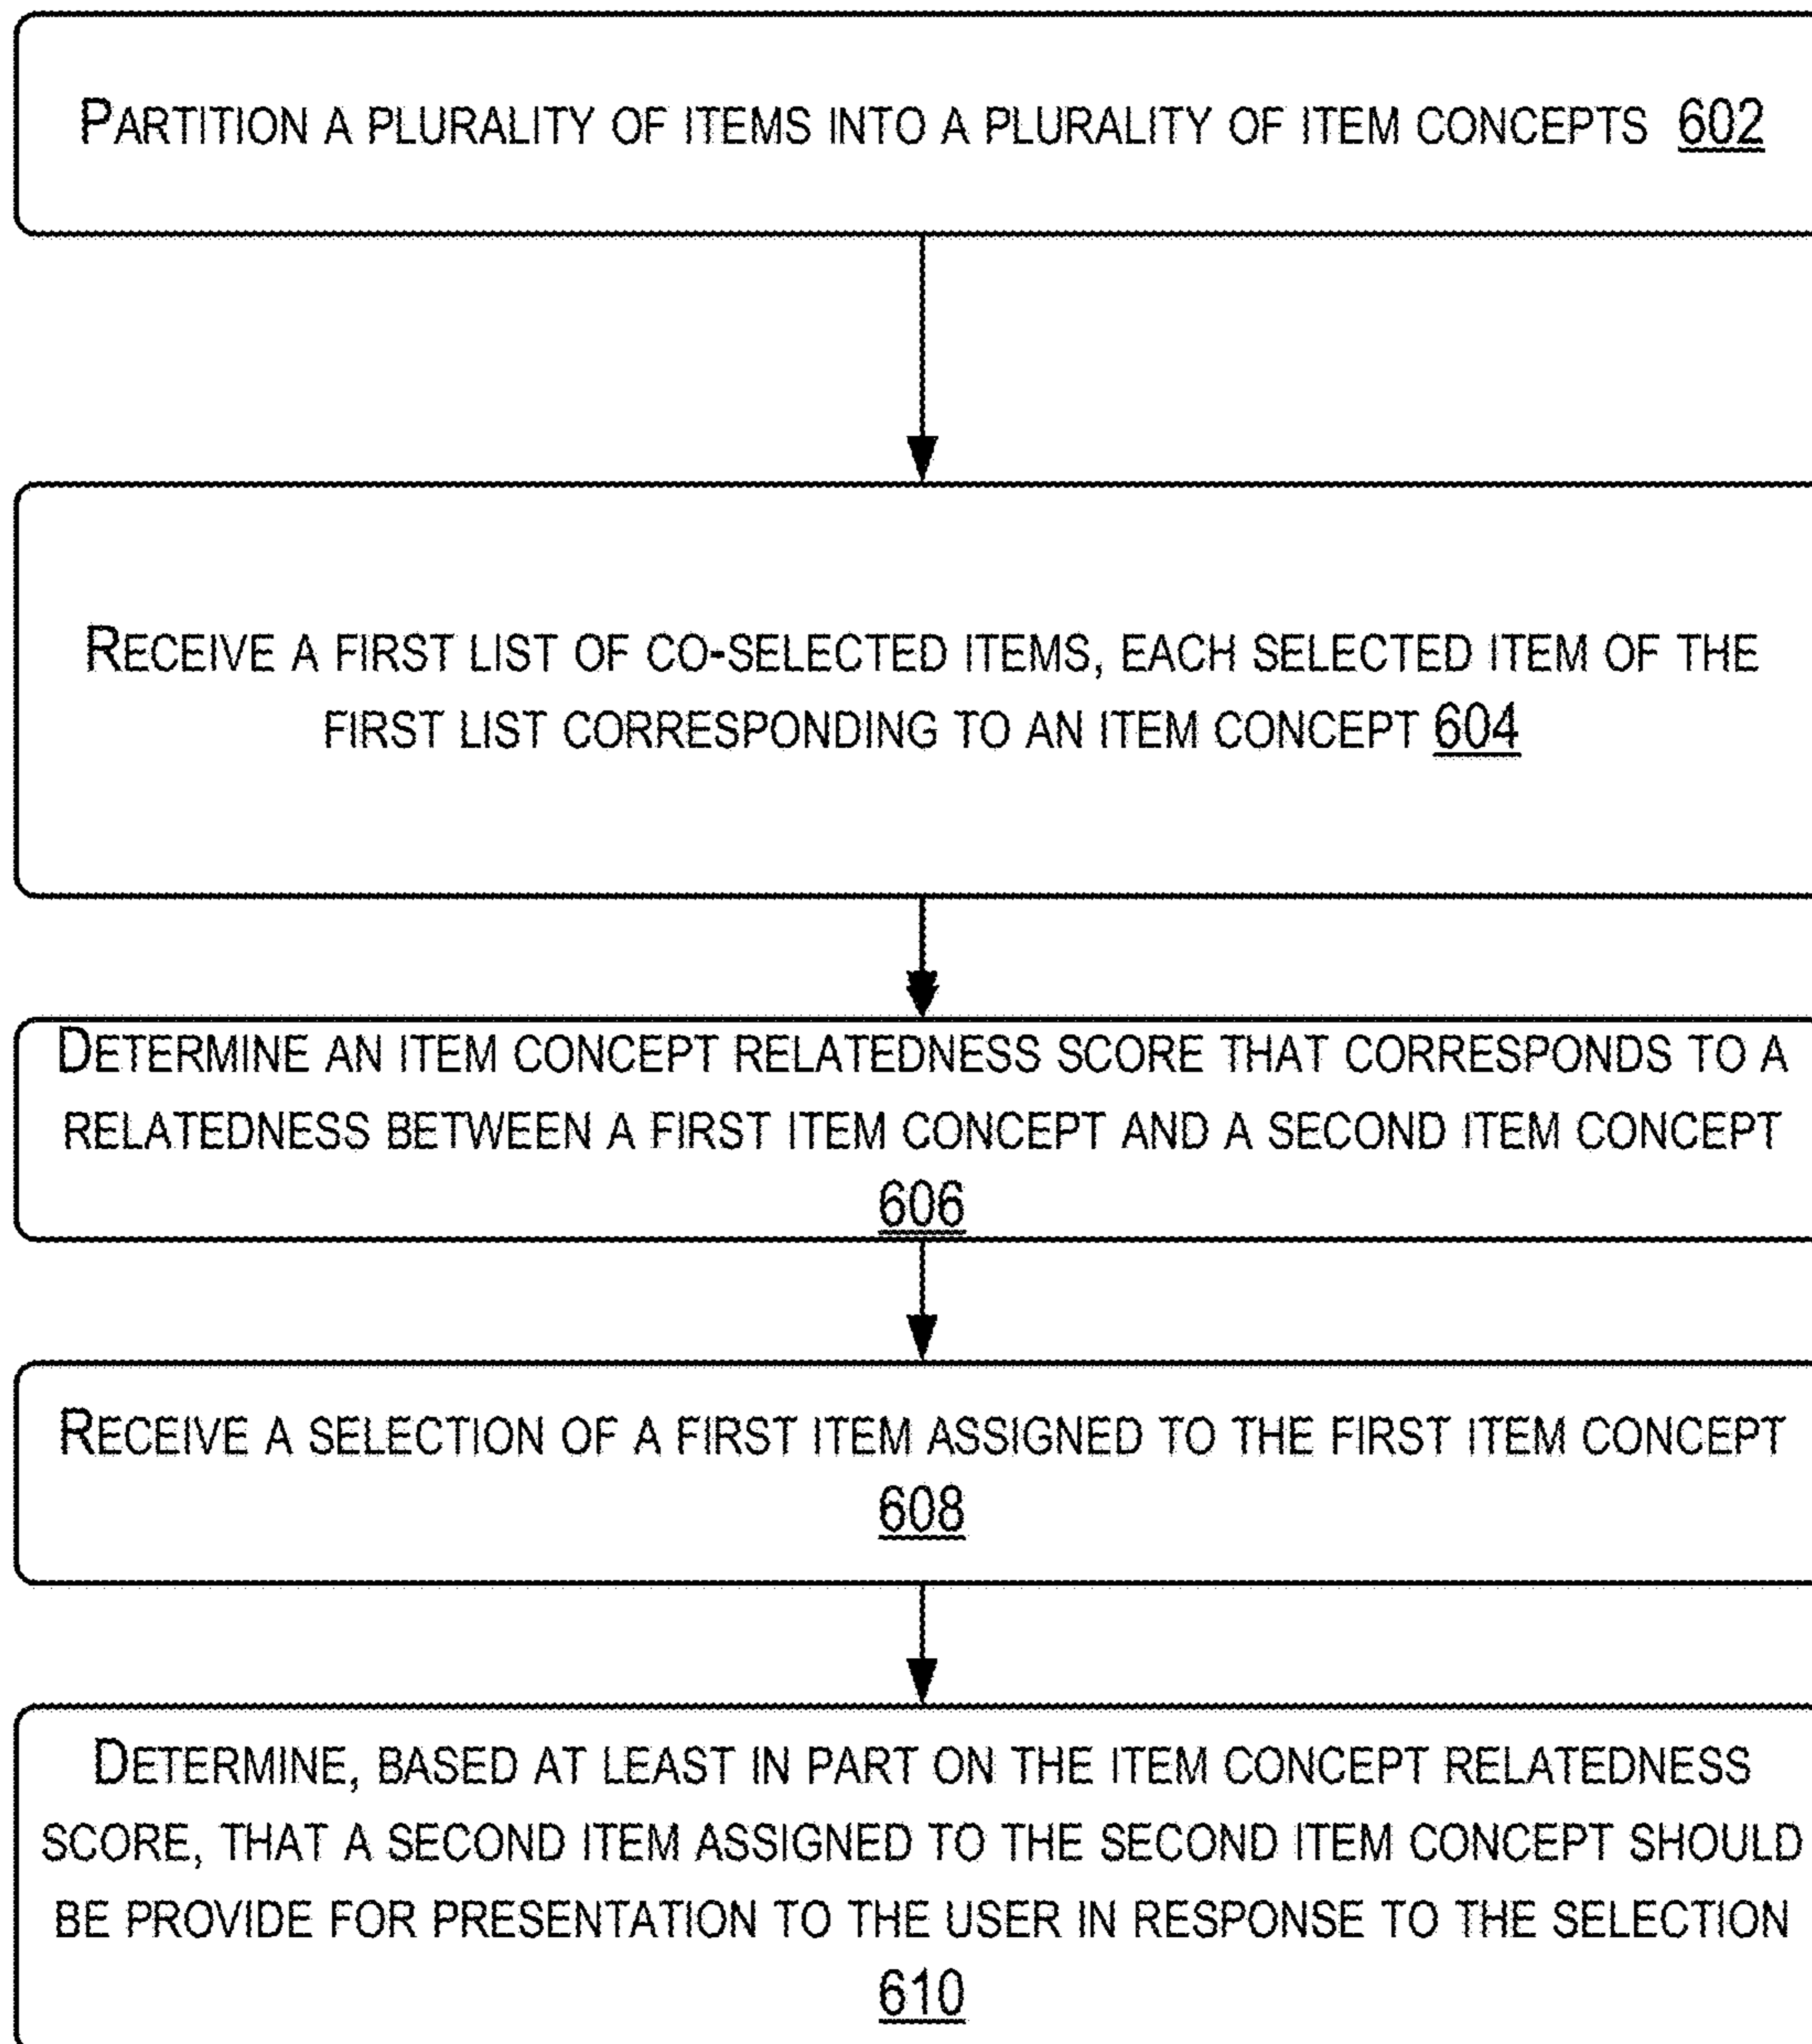 PARTITION A PLURALITY OF ITEMS INTO A PLURALITY OF ITEM CONCEPTS 602
RECEIVE A FIRST LIST OF CO-SELECTED ITEMS, EACH SELECTED ITEM OF THE
FIRST LIST CORRESPONDING TO AN ITEM CONCEPT 604
DETERMINE AN ITEM CONCEPT RELATEDNESS SCORE THAT CORRESPONDS TO A
RELATEDNESS BETWEEN A FIRST ITEM CONCEPT AND A SECOND ITEM CONCEPT
606
RECEIVE A SELECTION OF A FIRST ITEM ASSIGNED TO THE FIRST ITEM CONCEPT
608
DETERMINE, BASED AT LEAST IN PART ON THE ITEM CONCEPT RELATEDNESS
SCORE, THAT A SECOND ITEM ASSIGNED TO THE SECOND ITEM CONCEPT SHOULD
BE PROVIDE FOR PRESENTATION TO THE USER IN RESPONSE TO THE SELECTION
610